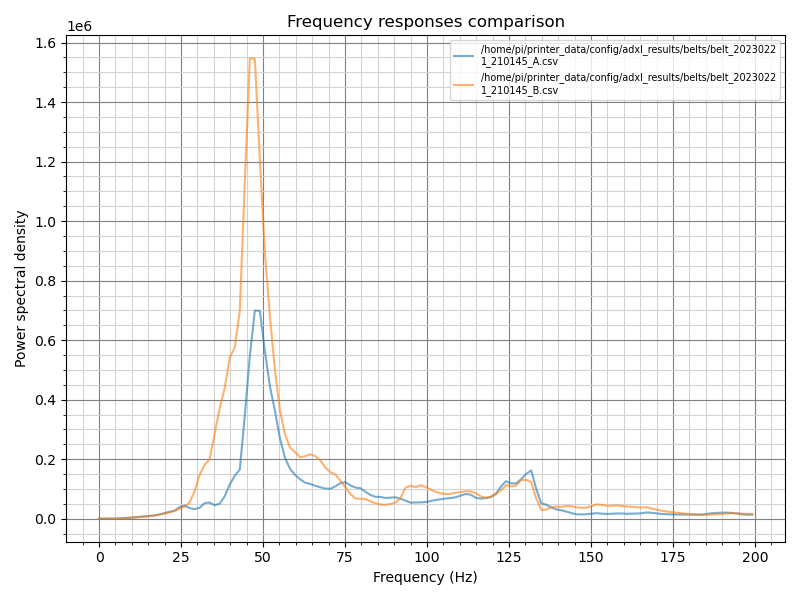 Frequency responses comparison
1e6
/home/pi/printer_data/config/adxl_results/belts/belt_2023022
1_210145_A.csv
/home/pi/printer_data/config/adxl_results/belts/belt_2023022
1_210145_B.csv
1.6
1.4
1.2
1.0
0.8
0.6
0.4
0.2
0.0
Power spectral density
0 25 50 75 100 125 150 175 200
Frequency (Hz)